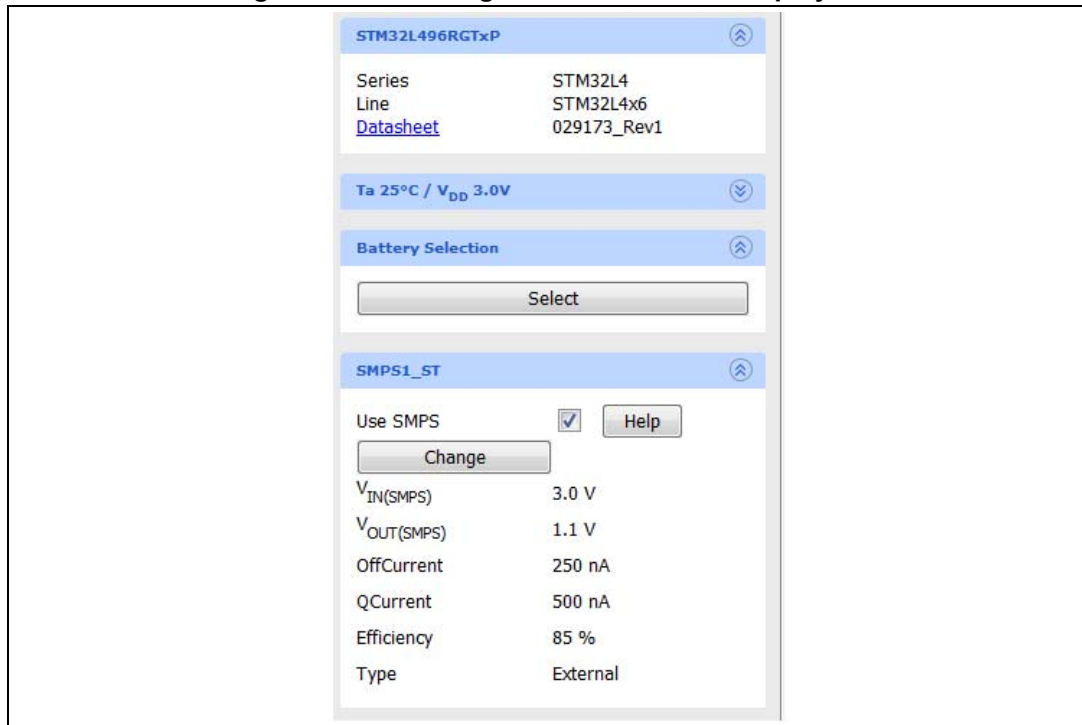 STM32L496RGTxP
Series STM32L4
Line STM32L4x6
Datasheet 029173_Rev1
Ta 25°C / VDD 3.0V
Battery Selection
Select
SMPS1_ST
Use SMPS Help
Change
VIN(SMPS) 3.0 V
VOUT(SMPS) 1.1 V
OffCurrent 250 nA
QCurrent 500 nA
Efficiency 85 %
Type External